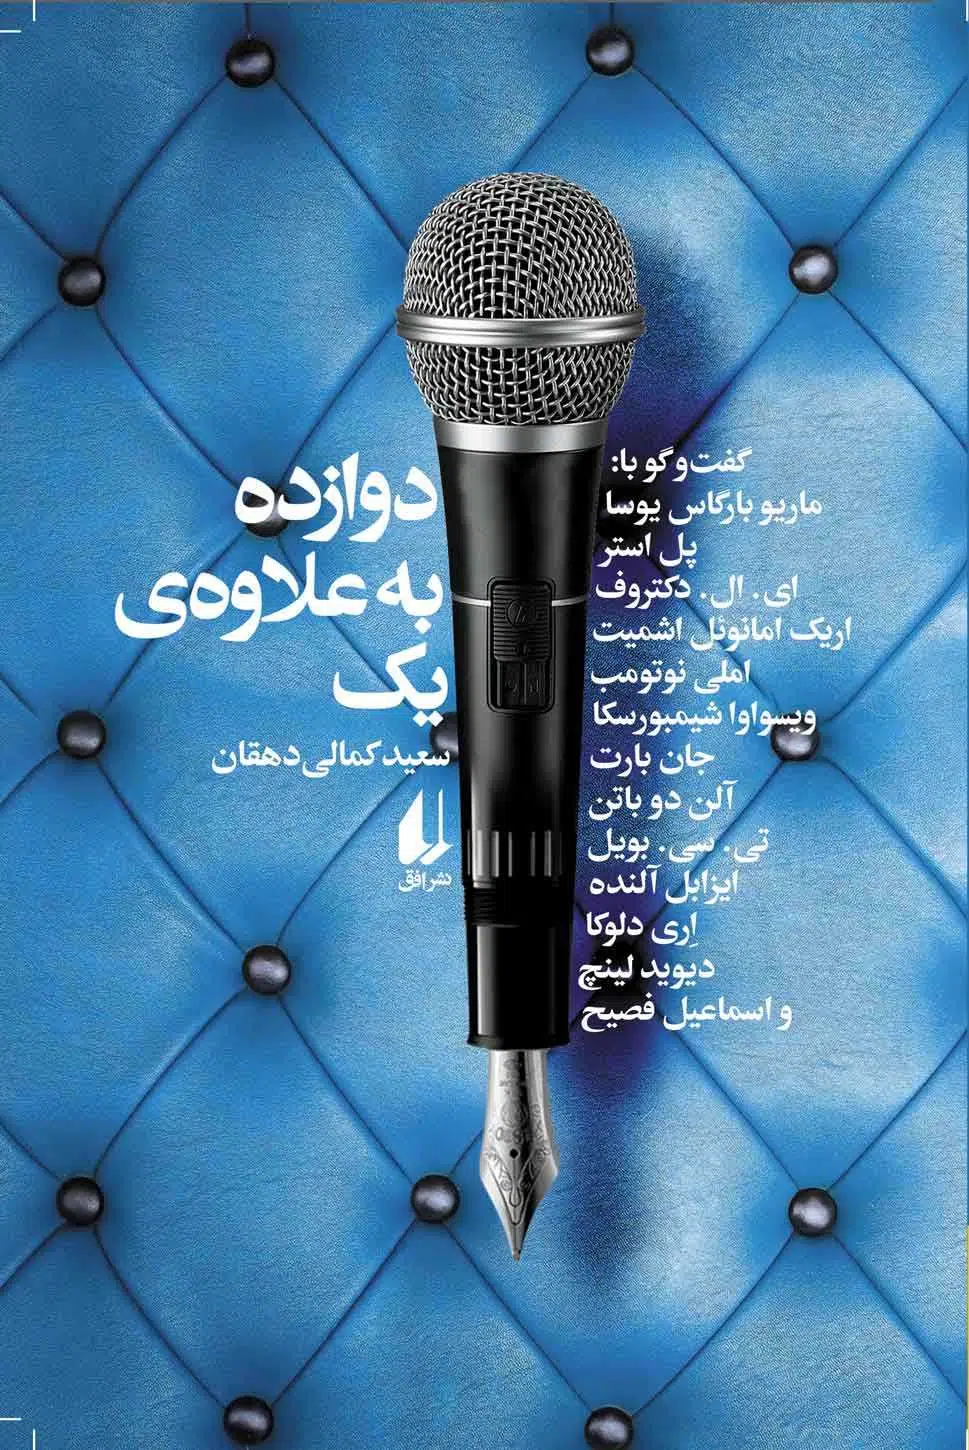 دوازده
به علاوه‌ی
یک
سعید کمالی دهقان
نشر افق
گفت‌وگو با:
ماریو بارگاس یوسا
پل استر
ای. ال. دکتروف
اریک امانوئل اشمیت
املی نوتومب
ویسواوا شیمبورسکا
جان بارت
آلن دو باتن
تی. سی. بویل
ایزابل آلنده
اِری دلوکا
دیوید لینچ
و اسماعیل فصیح